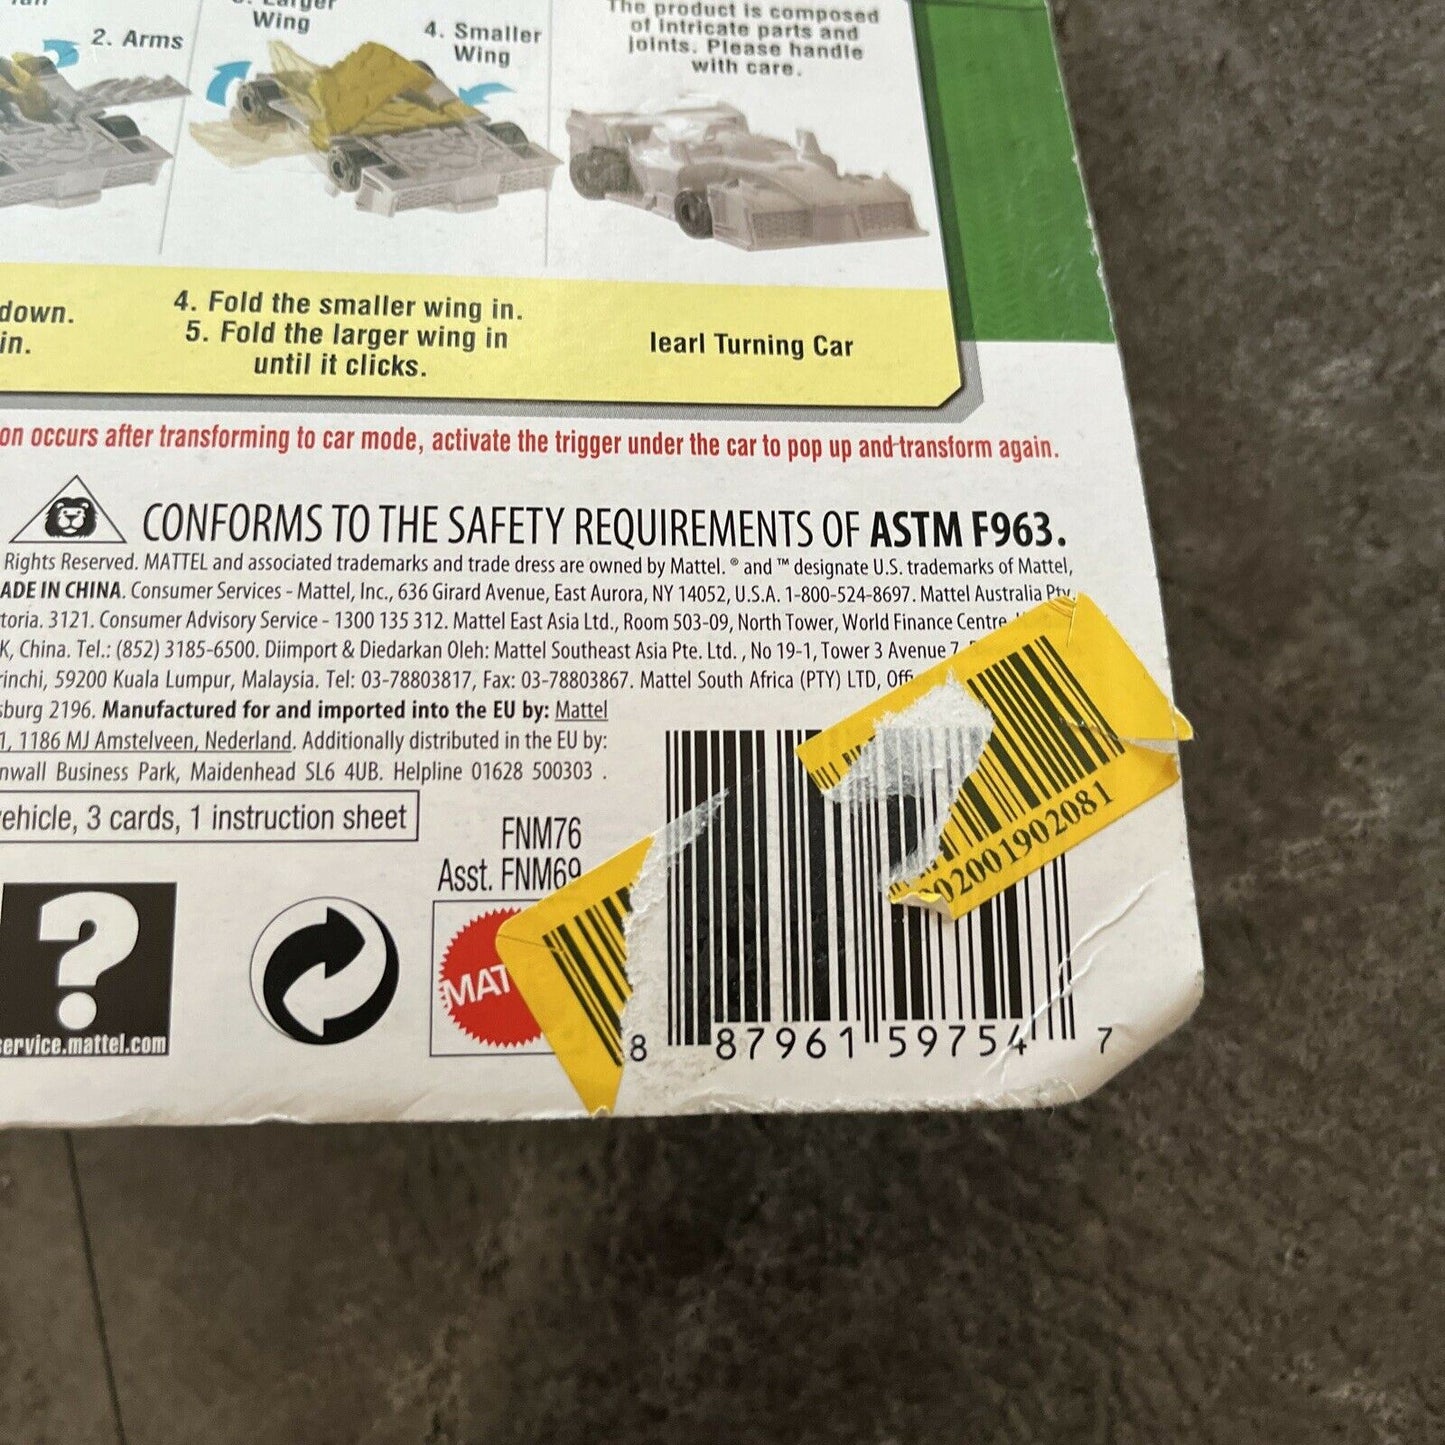 2. Arms
Larger
Wing
4. Smaller
Wing
The product is composed
of intricate parts and
joints. Please handle
with care.
down.
in.
4. Fold the smaller wing in.
5. Fold the larger wing in
until it clicks.
learl Turning Car
on occurs after transforming to car mode, activate the trigger under the car to pop up and transform again.
CONFORMS TO THE SAFETY REQUIREMENTS OF ASTM F963.
Rights Reserved. MATTEL and associated trademarks and trade dress are owned by Mattel. ® and ™ designate U.S. trademarks of Mattel,
ADE IN CHINA. Consumer Services - Mattel, Inc., 636 Girard Avenue, East Aurora, NY 14052, U.S.A. 1-800-524-8697. Mattel Australia Pty.
toria. 3121. Consumer Advisory Service - 1300 135 312. Mattel East Asia Ltd., Room 503-09, North Tower, World Finance Centre
K, China. Tel.: (852) 3185-6500. Diimport & Diedarkan Oleh: Mattel Southeast Asia Pte. Ltd. , No 19-1, Tower 3 Avenue 7
rinchi, 59200 Kuala Lumpur, Malaysia. Tel: 03-78803817, Fax: 03-78803867. Mattel South Africa (PTY) LTD, Offi
sburg 2196. Manufactured for and imported into the EU by: Mattel
1, 1186 MJ Amstelveen, Nederland. Additionally distributed in the EU by:
nwall Business Park, Maidenhead SL6 4UB. Helpline 01628 500303 .
ehicle, 3 cards, 1 instruction sheet
FNM76
Asst. FNM69
MAT
?
service.mattel.com
02001902081
8 87961 59754 7